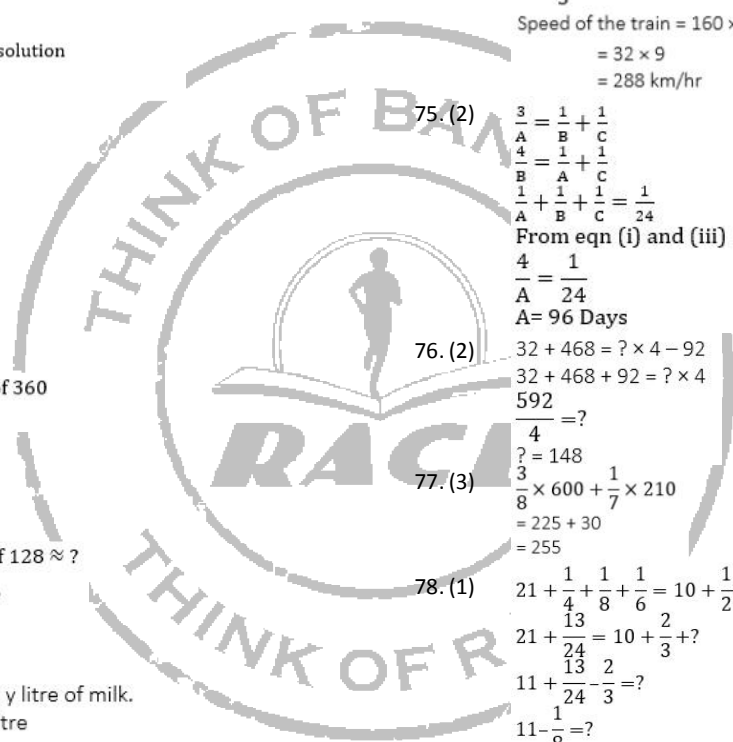 solution
f 360
f 128 ≈ ?
y litre of milk.
tre
THINK OF BAN
RACE
THINK OF R
Speed of the train = 160 ×
= 32 × 9
= 288 km/hr
75. (2) 3/A = 1/B + 1/C
4/B = 1/A + 1/C
1/A + 1/B + 1/C = 1/24
From eqn (i) and (iii)
4/A = 1/24
A= 96 Days
76. (2) 32 + 468 = ? × 4 – 92
32 + 468 + 92 = ? × 4
592/4 =?
? = 148
77. (3) 3/8 × 600 + 1/7 × 210
= 225 + 30
= 255
78. (1) 21 + 1/4 + 1/8 + 1/6 = 10 + 1/2
21 + 13/24 = 10 + 2/3 +?
11 + 13/24 – 2/3 =?
11– 1/8 =?